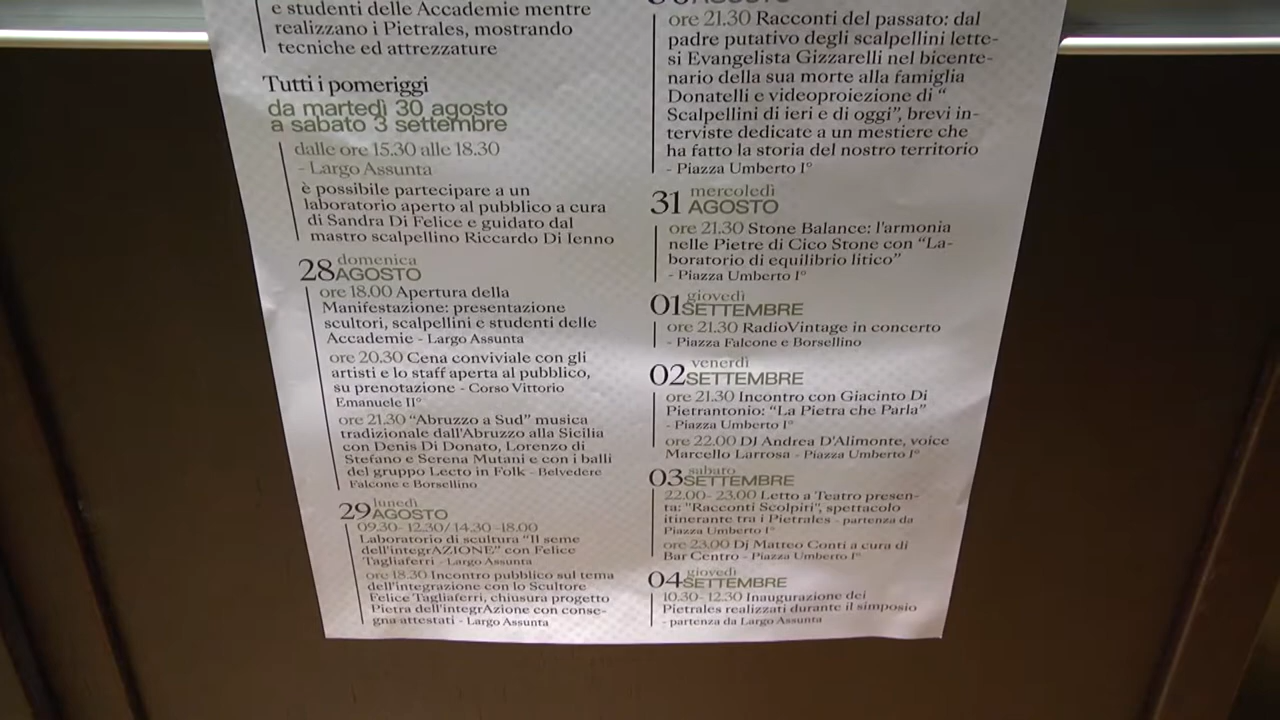 e studenti delle Accademie mentre
realizzano i Pietrales, mostrando
tecniche ed attrezzature
Tutti i pomeriggi
da martedì 30 agosto
a sabato 3 settembre
dalle ore 15.30 alle 18.30
- Largo Assunta
è possibile partecipare a un
laboratorio aperto al pubblico a cura
di Sandra Di Felice e guidato dal
mastro scalpellino Riccardo Di Ienno
28 domenica
AGOSTO
ore 18.00 Apertura della
Manifestazione: presentazione
scultori, scalpellini e studenti delle
Accademie - Largo Assunta
ore 20.30 Cena conviviale con gli
artisti e lo staff aperta al pubblico,
su prenotazione - Corso Vittorio
Emanuele II°
ore 21.30 “Abruzzo a Sud” musica
tradizionale dall'Abruzzo alla Sicilia
con Denis Di Donato, Lorenzo di
Stefano e Serena Mutani e con i balli
del gruppo Lecto in Folk - Belvedere
Falcone e Borsellino
29 lunedì
AGOSTO
09.30- 12.30/ 14.30 -18.00
Laboratorio di scultura “Il seme
dell'integrAZIONE” con Felice
Tagliaferri - Largo Assunta
ore 18.30 Incontro pubblico sul tema
dell'integrazione con lo Scultore
Felice Tagliaferri, chiusura progetto
Pietra dell'integrAzione con conse-
gna attestati - Largo Assunta
AGOSTO
ore 21.30 Racconti del passato: dal
padre putativo degli scalpellini lette-
si Evangelista Gizzarelli nel bicente-
nario della sua morte alla famiglia
Donatelli e videoproiezione di “
Scalpellini di ieri e di oggi”, brevi in-
terviste dedicate a un mestiere che
ha fatto la storia del nostro territorio
- Piazza Umberto I°
31 mercoledì
AGOSTO
ore 21.30 Stone Balance: l'armonia
nelle Pietre di Cico Stone con “La-
boratorio di equilibrio litico”
- Piazza Umberto I°
01 giovedì
SETTEMBRE
ore 21.30 RadioVintage in concerto
- Piazza Falcone e Borsellino
02 venerdì
SETTEMBRE
ore 21.30 Incontro con Giacinto Di
Pietrantonio: “La Pietra che Parla”
- Piazza Umberto I°
ore 22.00 DJ Andrea D'Alimonte, voice
Marcello Larrosa - Piazza Umberto I°
03 sabato
SETTEMBRE
22.00- 23.00 Letto a Teatro presen-
ta: "Racconti Scolpiti", spettacolo
itinerante tra i Pietrales - partenza da
Piazza Umberto I°
ore 23.00 Dj Matteo Conti a cura di
Bar Centro - Piazza Umberto I°
04 giovedì
SETTEMBRE
10.30- 12.30 Inaugurazione dei
Pietrales realizzati durante il simposio
- partenza da Largo Assunta